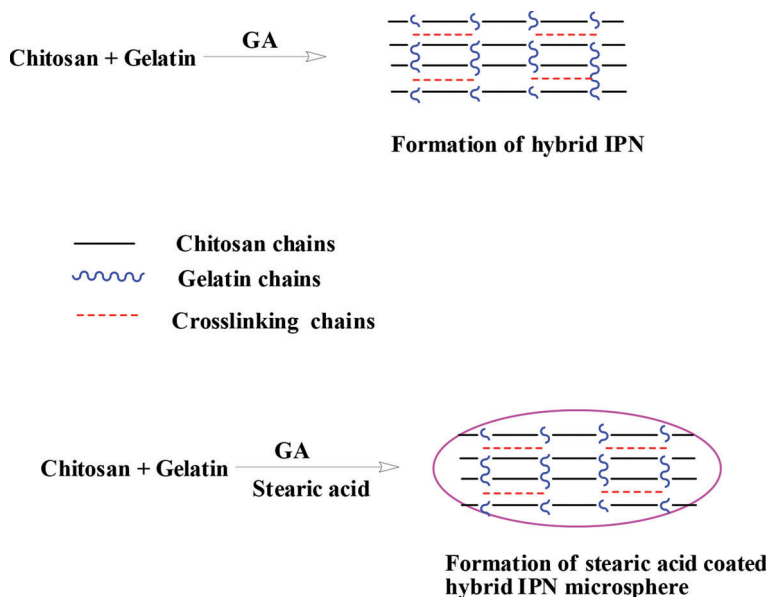 GA
Chitosan + Gelatin
Formation of hybrid IPN
Chitosan chains
Gelatin chains
Crosslinking chains
GA
Chitosan + Gelatin
Stearic acid
Formation of stearic acid coated
hybrid IPN microsphere